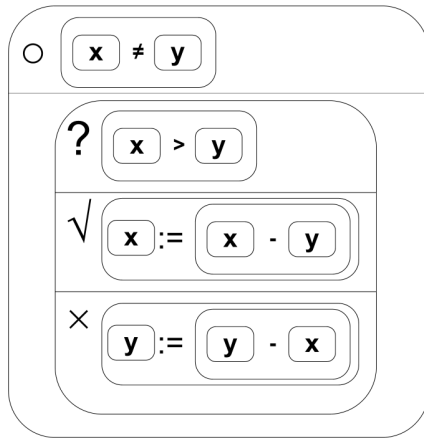 ○ x ≠ y
? x > y
√ x := x - y
× y := y - x